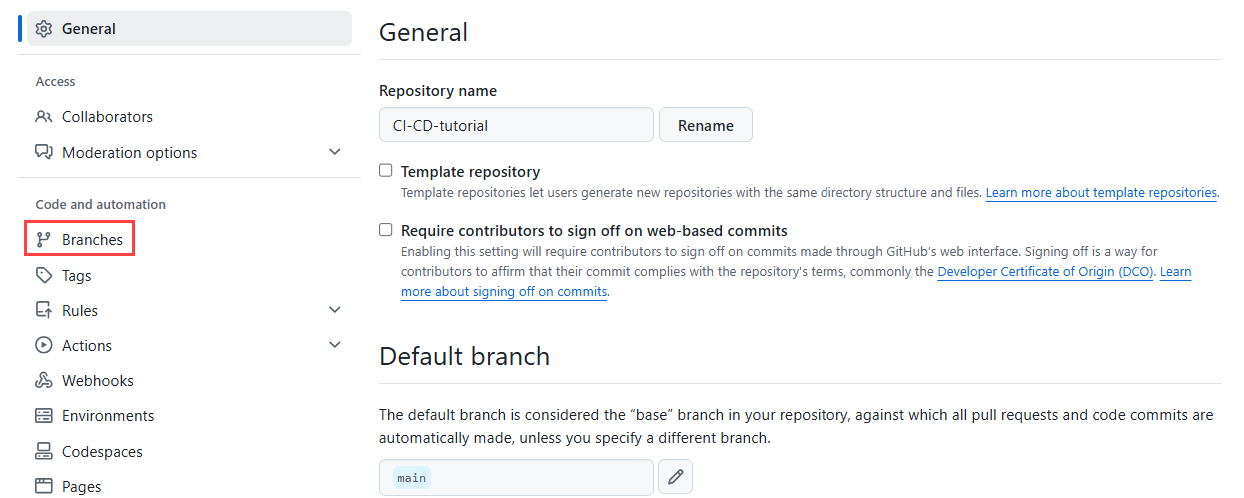 General
Access
Collaborators
Moderation options
Code and automation
Branches
Tags
Rules
Actions
Webhooks
Environments
Codespaces
Pages
General
Repository name
CI-CD-tutorial
Rename
Template repository
Template repositories let users generate new repositories with the same directory structure and files. Learn more about template repositories.
Require contributors to sign off on web-based commits
Enabling this setting will require contributors to sign off on commits made through GitHub's web interface. Signing off is a way for
contributors to affirm that their commit complies with the repository's terms, commonly the Developer Certificate of Origin (DCO). Learn
more about signing off on commits.
Default branch
The default branch is considered the “base” branch in your repository, against which all pull requests and code commits are
automatically made, unless you specify a different branch.
main